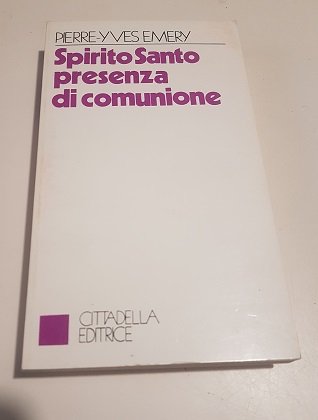 PIERRE-YVES EMERY
Spirito Santo
presenza
di comunione
CITTADELLA
EDITRICE